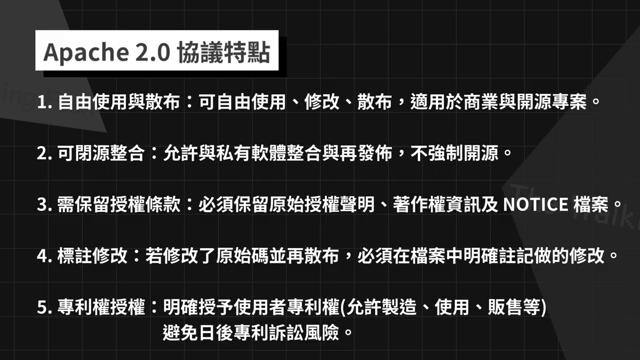 Apache 2.0 協議特點
1. 自由使用與散布：可自由使用、修改、散布，適用於商業與開源專案。
2. 可閉源整合：允許與私有軟體整合與再發佈，不強制開源。
3. 需保留授權條款：必須保留原始授權聲明、著作權資訊及 NOTICE 檔案。
4. 標註修改：若修改了原始碼並再散布，必須在檔案中明確註記做的修改。
5. 專利權授權：明確授予使用者專利權(允許製造、使用、販售等)
避免日後專利訴訟風險。